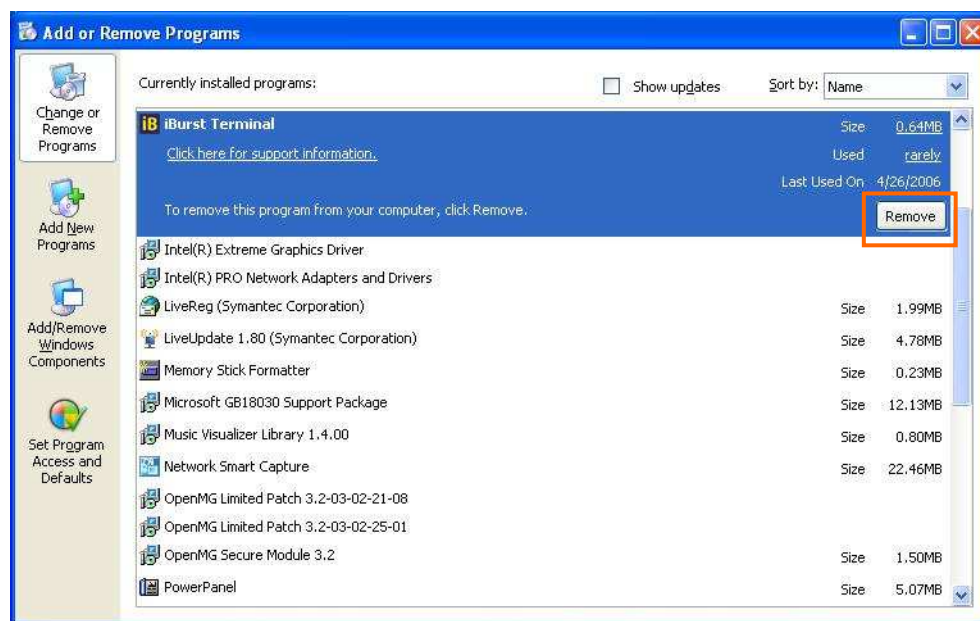 Add or Remove Programs
Change or
Remove
Programs
Add New
Programs
Add/Remove
Windows
Components
Set Program
Access and
Defaults
Currently installed programs:
Show updates
Sort by: Name
iB iBurst Terminal Size 0.64MB
Click here for support information. Used rarely
Last Used On 4/26/2006
To remove this program from your computer, click Remove. Remove
Intel(R) Extreme Graphics Driver
Intel(R) PRO Network Adapters and Drivers
LiveReg (Symantec Corporation) Size 1.99MB
LiveUpdate 1.80 (Symantec Corporation) Size 4.78MB
Memory Stick Formatter Size 0.23MB
Microsoft GB18030 Support Package Size 12.13MB
Music Visualizer Library 1.4.00 Size 0.80MB
Network Smart Capture Size 22.46MB
OpenMG Limited Patch 3.2-03-02-21-08
OpenMG Limited Patch 3.2-03-02-25-01
OpenMG Secure Module 3.2 Size 1.50MB
PowerPanel Size 5.07MB